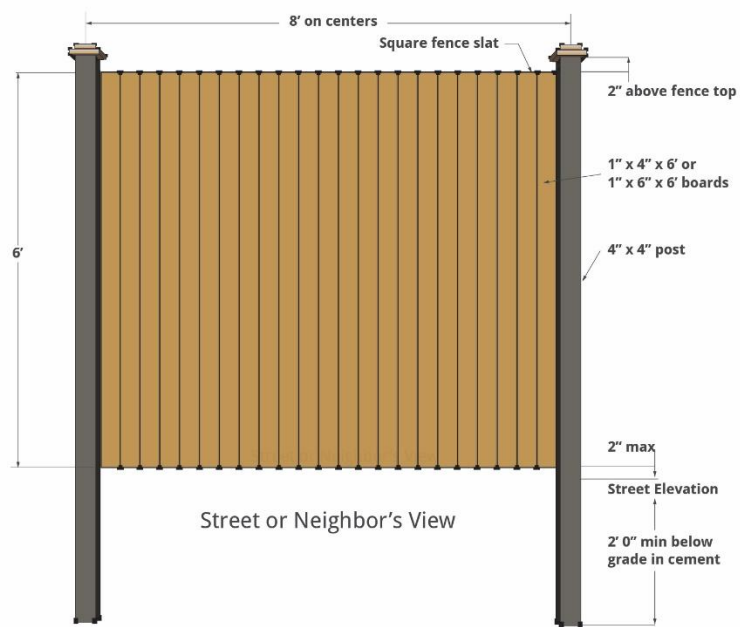 8’ on centers
Square fence slat
2” above fence top
1” x 4” x 6’ or
1” x 6” x 6’ boards
4” x 4” post
6’
2” max
Street Elevation
Street or Neighbor’s View
2’ 0” min below
grade in cement